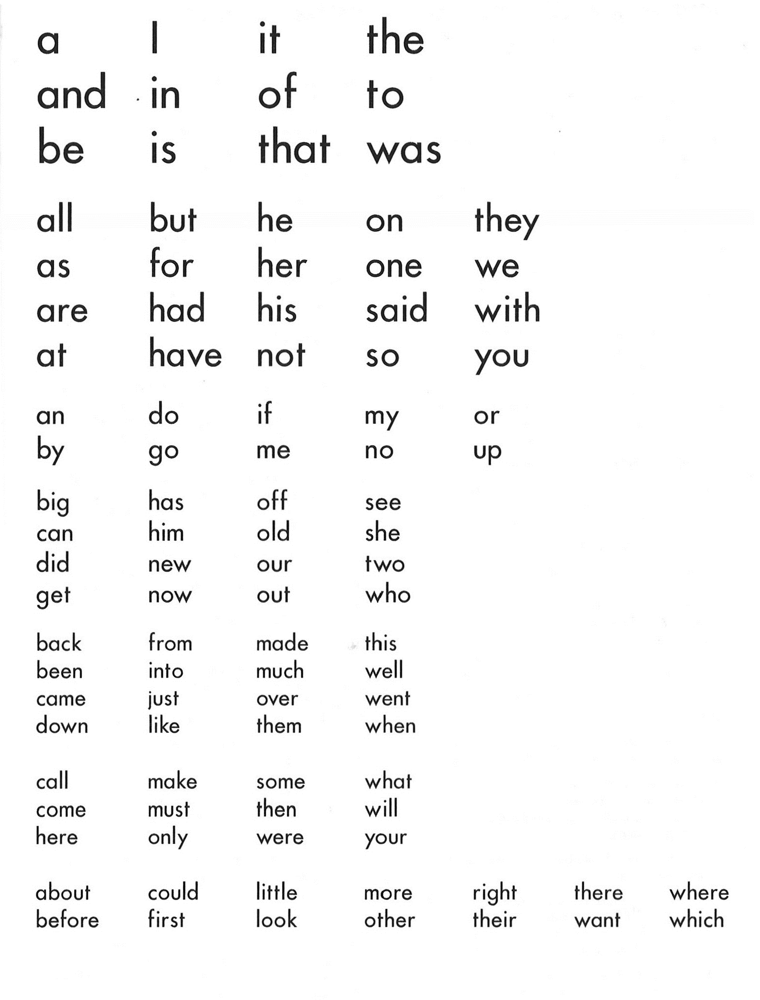 a I it the
and in of to
be is that was
all but he on they
as for her one we
are had his said with
at have not so you
an do if my or
by go me no up
big has off see
can him old she
did new our two
get now out who
back from made this
been into much well
came just over went
down like them when
call make some what
come must then will
here only were your
about could little more right there where
before first look other their want which